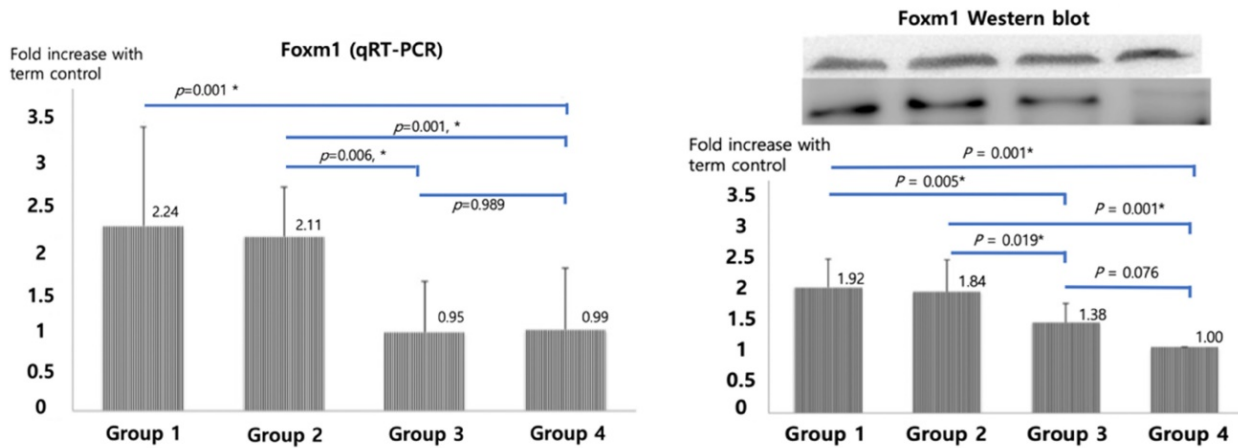 Foxm1 (qRT-PCR)
Fold increase with
term control
p=0.001 *
p=0.001, *
p=0.006, *
p=0.989
3.5
3
2.5
2
1.5
1
0.5
0
2.24
2.11
0.95
0.99
Group 1 Group 2 Group 3 Group 4
Foxm1 Western blot
Fold increase with
term control
P = 0.001*
P = 0.005*
P = 0.001*
P = 0.019*
P = 0.076
3.5
3
2.5
2
1.5
1
0.5
0
1.92
1.84
1.38
1.00
Group 1 Group 2 Group 3 Group 4